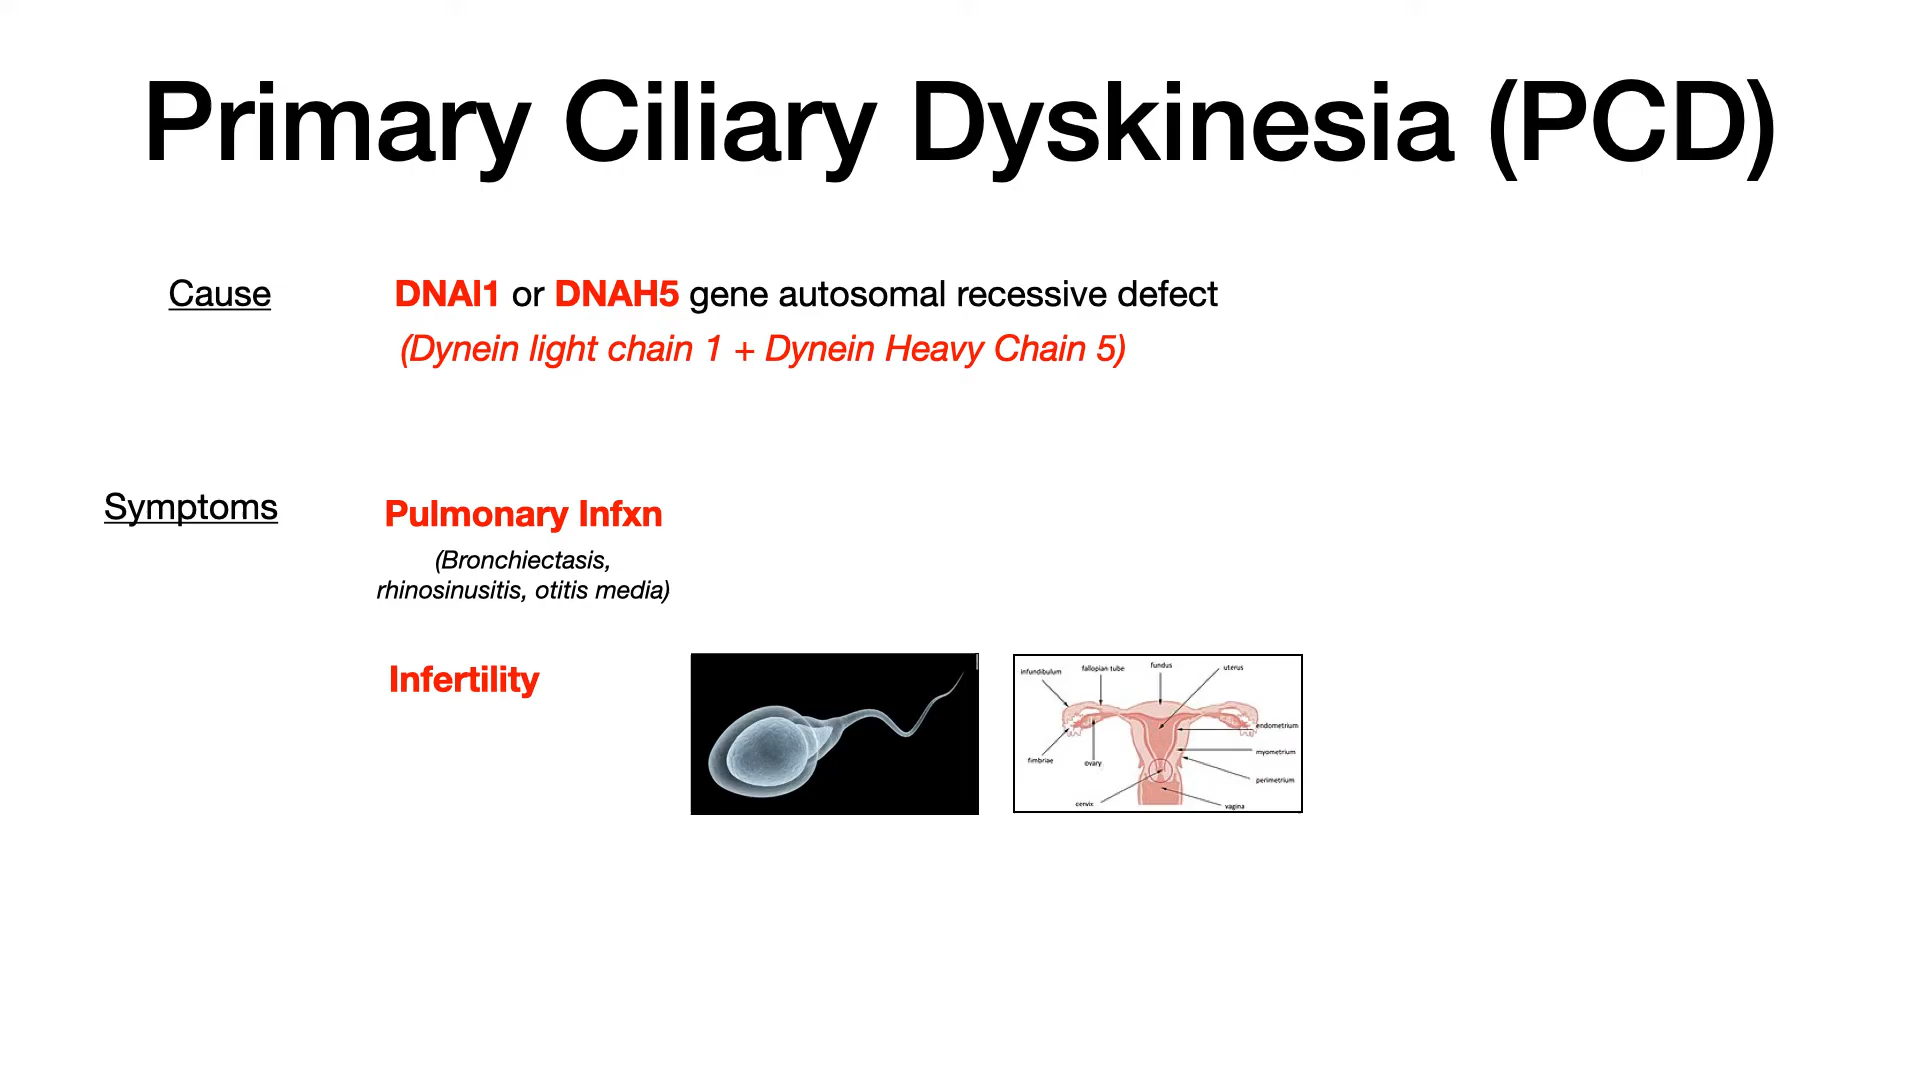 Primary Ciliary Dyskinesia (PCD)
Cause
DNAI1 or DNAH5 gene autosomal recessive defect
(Dynein light chain 1 + Dynein Heavy Chain 5)
Symptoms
Pulmonary Infxn
(Bronchiectasis,
rhinosinusitis, otitis media)
Infertility
infundibulum
fallopian tube
fundus
uterus
endometrium
myometrium
perimetrium
fimbriae
ovary
cervix
vagina